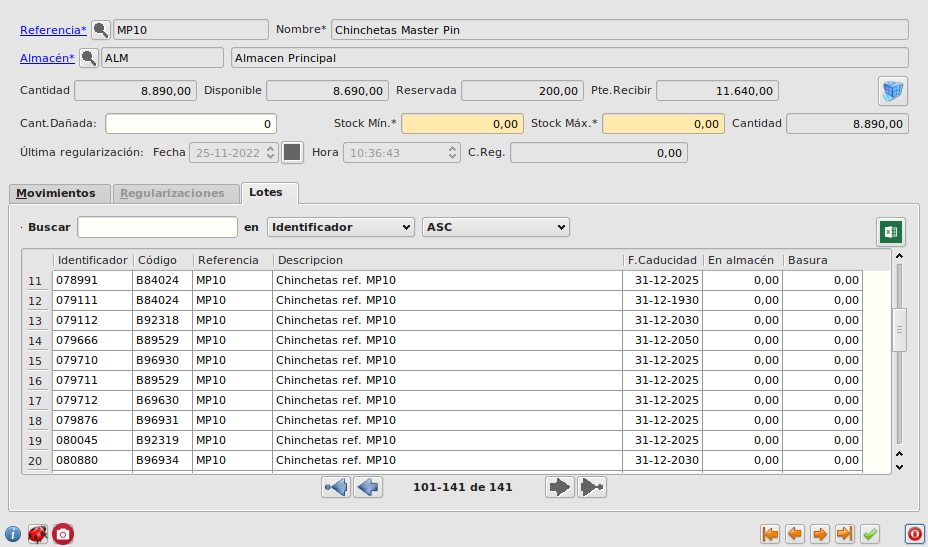 Referencia* MP10 Nombre* Chinchetas Master Pin
Almacén* ALM Almacen Principal
Cantidad 8.890,00 Disponible 8.690,00 Reservada 200,00 Pte.Recibir 11.640,00
Cant.Dañada: 0 Stock Mín.* 0,00 Stock Máx.* 0,00 Cantidad 8.890,00
Última regularización: Fecha 25-11-2022 Hora 10:36:43 C.Reg. 0,00
Movimientos Regularizaciones Lotes
Buscar en Identificador ASC
Identificador Código Referencia Descripcion F.Caducidad En almacén Basura
11 078991 B84024 MP10 Chinchetas ref. MP10 31-12-2025 0,00 0,00
12 079111 B84024 MP10 Chinchetas ref. MP10 31-12-1930 0,00 0,00
13 079112 B92318 MP10 Chinchetas ref. MP10 31-12-2030 0,00 0,00
14 079666 B89529 MP10 Chinchetas ref. MP10 31-12-2050 0,00 0,00
15 079710 B96930 MP10 Chinchetas ref. MP10 31-12-2025 0,00 0,00
16 079711 B89529 MP10 Chinchetas ref. MP10 31-12-2025 0,00 0,00
17 079712 B69630 MP10 Chinchetas ref. MP10 31-12-2025 0,00 0,00
18 079876 B96931 MP10 Chinchetas ref. MP10 31-12-2025 0,00 0,00
19 080045 B92319 MP10 Chinchetas ref. MP10 31-12-2025 0,00 0,00
20 080880 B96934 MP10 Chinchetas ref. MP10 31-12-2030 0,00 0,00
101-141 de 141